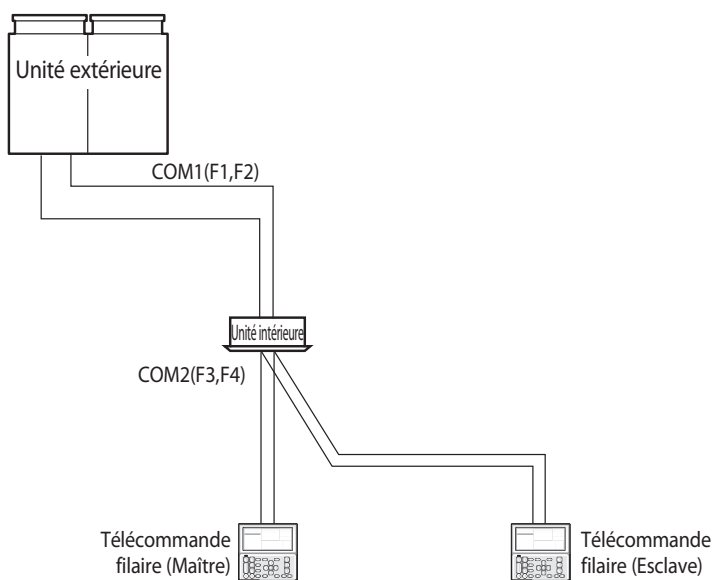 Unité extérieure
COM1(F1,F2)
Unité intérieure
COM2(F3,F4)
Télécommande
filaire (Maître)
Télécommande
filaire (Esclave)